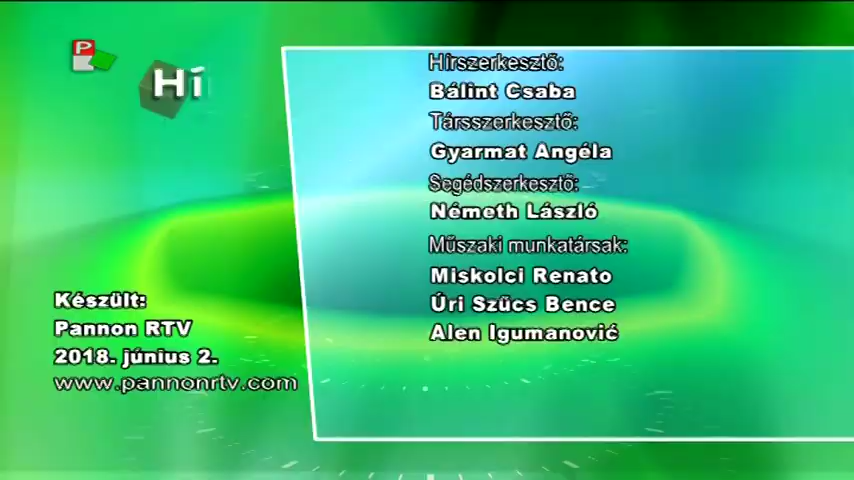 P
Hí
Hírszerkesztő:
Bálint Csaba
Társszerkesztő:
Gyarmat Angéla
Segédszerkesztő:
Németh László
Műszaki munkatársak:
Miskolci Renato
Úri Szűcs Bence
Alen Igumanović
Készült:
Pannon RTV
2018. június 2.
www.pannonrtv.com